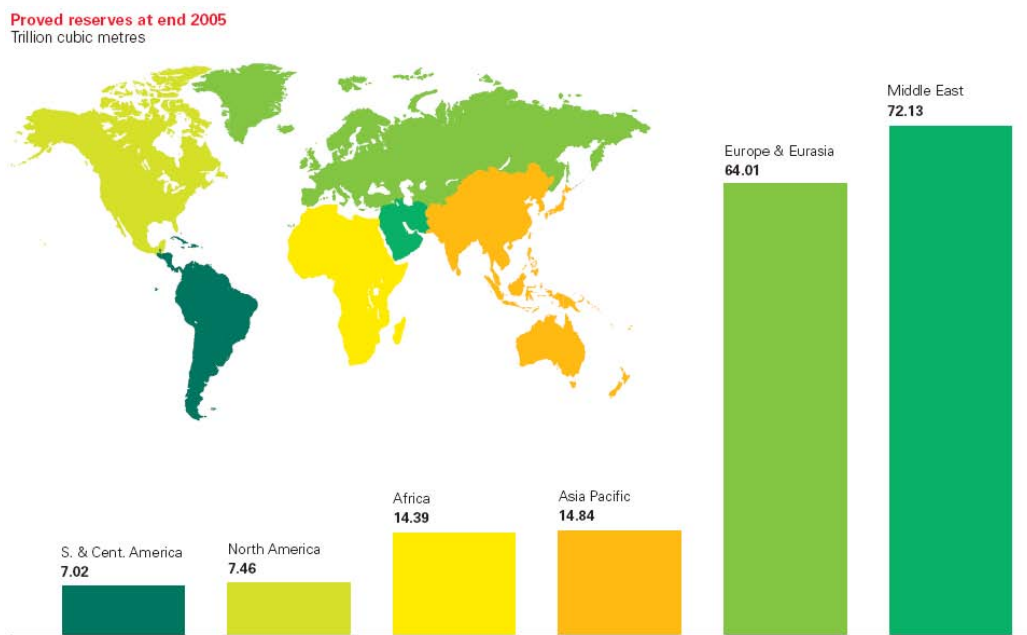 Proved reserves at end 2005
Trillion cubic metres
Middle East
72.13
Europe & Eurasia
64.01
Africa
14.39
Asia Pacific
14.84
S. & Cent. America
7.02
North America
7.46